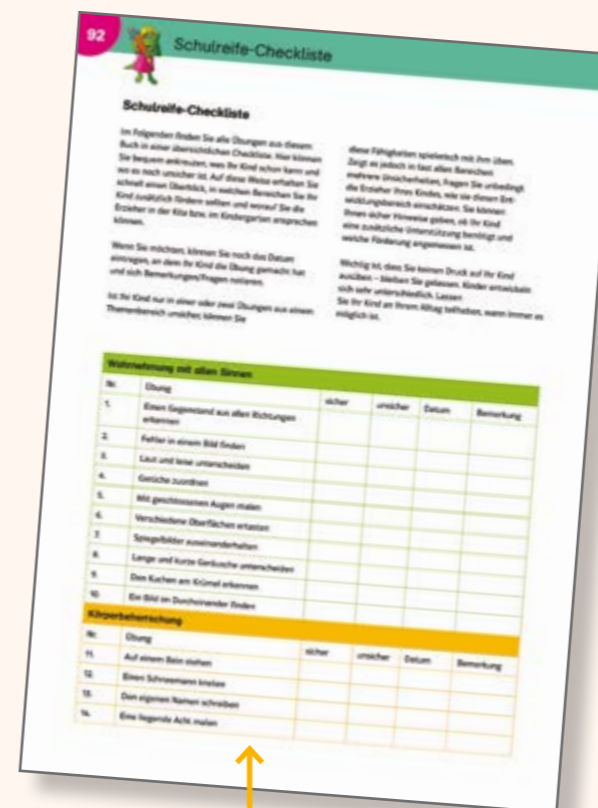 92
Schulreife-Checkliste
Schulreife-Checkliste
Im Folgenden finden Sie alle Übungen aus diesem
Buch in einer übersichtlichen Checkliste. Hier können
Sie bequem ankreuzen, was Ihr Kind schon kann und
wo es noch unsicher ist. Auf diese Weise erhalten Sie
schnell einen Überblick, in welchen Bereichen Sie Ihr
Kind zusätzlich fördern sollten und worauf Sie die
Erzieher in der Kita bzw. im Kindergarten ansprechen
können.
Wenn Sie möchten, können Sie noch das Datum
eintragen, an dem Ihr Kind die Übung gemacht hat
und sich Bemerkungen/Fragen notieren.
Ist Ihr Kind nur in einer oder zwei Übungen aus einem
Themenbereich unsicher, können Sie
diese Fähigkeiten spielerisch mit ihm üben.
Zeigt es jedoch in fast allen Bereichen
mehrere Unsicherheiten, fragen Sie unbedingt
die Erzieher Ihres Kindes, wie sie diesen Ent-
wicklungsbereich einschätzen. Sie können
Ihnen sicher Hinweise geben, ob Ihr Kind
eine zusätzliche Unterstützung benötigt und
welche Förderung angemessen ist.
Wichtig ist, dass Sie keinen Druck auf Ihr Kind
ausüben – bleiben Sie gelassen. Kinder entwickeln
sich sehr unterschiedlich. Lassen
Sie Ihr Kind an Ihrem Alltag teilhaben, wann immer es
möglich ist.
Wahrnehmung mit allen Sinnen
Nr. Übung sicher unsicher Datum Bemerkung
1. Einen Gegenstand aus allen Richtungen
erkennen
2. Fehler in einem Bild finden
3. Laut und leise unterscheiden
4. Gerüche zuordnen
5. Mit geschlossenen Augen malen
6. Verschiedene Oberflächen ertasten
7. Spiegelbilder auseinanderhalten
8. Lange und kurze Geräusche unterscheiden
9. Den Kuchen am Krümel erkennen
10. Ein Bild im Durcheinander finden
Körperbeherrschung
Nr. Übung sicher unsicher Datum Bemerkung
11. Auf einem Bein stehen
12. Einen Schneemann kneten
13. Den eigenen Namen schreiben
14. Eine liegende Acht malen